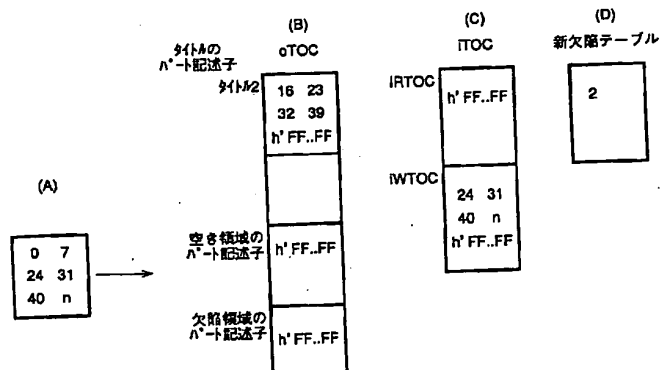 (A)
0 7
24 31
40 n
(B)
oTOC
タイトルの
パート記述子
タイトル2
16 23
32 39
h' FF..FF
空き領域の
パート記述子
h' FF..FF
欠陥領域の
パート記述子
h' FF..FF
(C)
iTOC
iRTOC
h' FF..FF
iWTOC
24 31
40 n
h' FF..FF
(D)
新欠陥テーブル
2